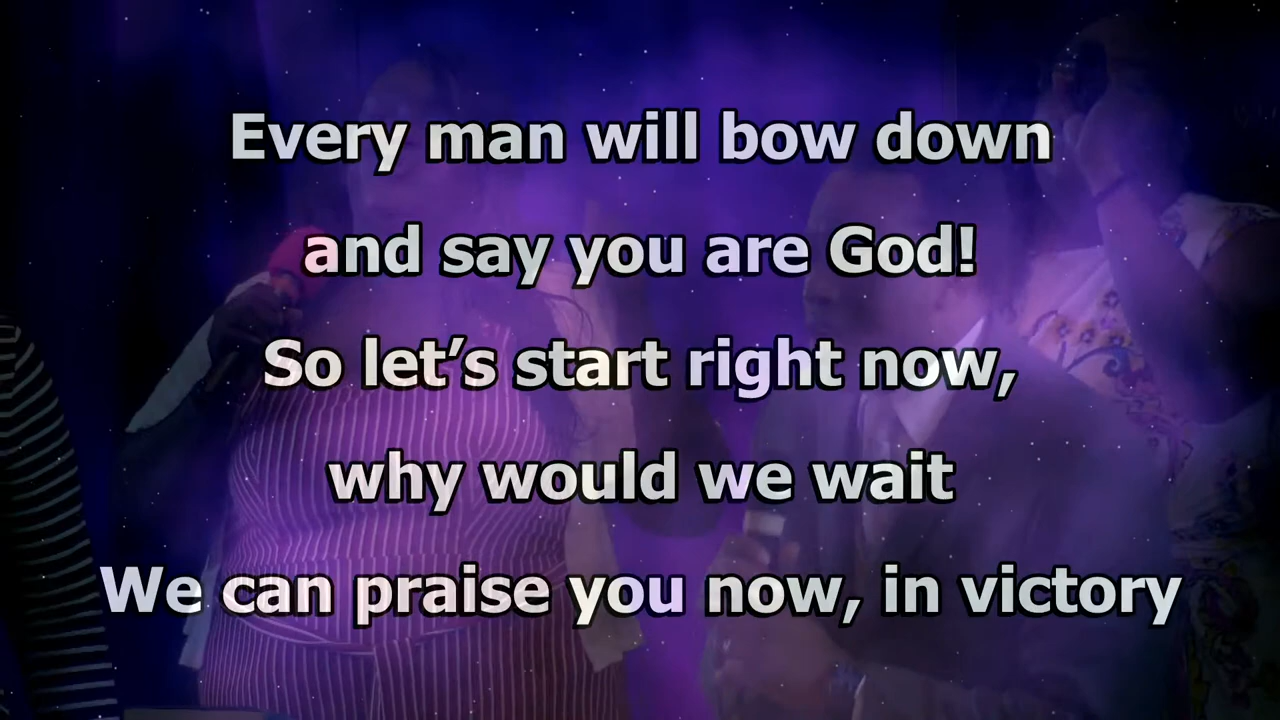 Every man will bow down
and say you are God!
So let’s start right now,
why would we wait
We can praise you now, in victory